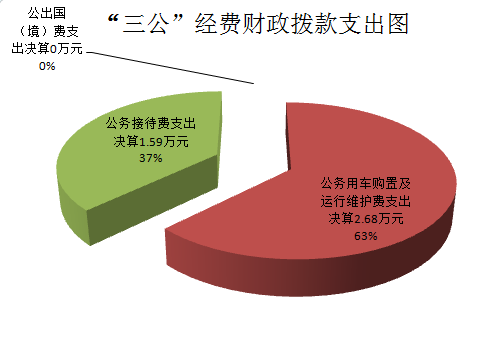 “三公”经费财政拨款支出图
公出国
（境）费支
出决算0万元
0%
公务接待费支出
决算1.59万元
37%
公务用车购置及
运行维护费支出
决算2.68万元
63%